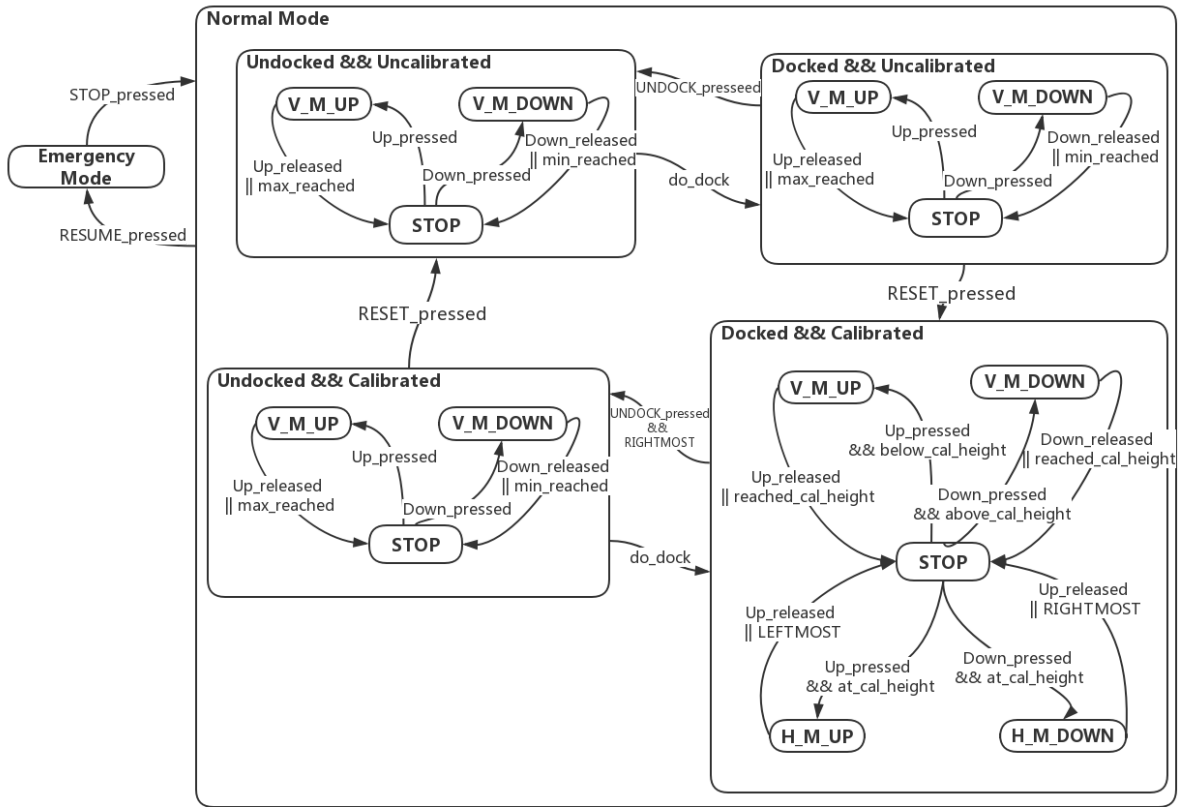 Normal Mode
Undocked && Uncalibrated
V_M_UP
V_M_DOWN
Up_pressed
Down_released
|| min_reached
Up_released
|| max_reached
Down_pressed
STOP
UNDOCK_presseed
do_dock
Docked && Uncalibrated
V_M_UP
V_M_DOWN
Up_pressed
Down_released
|| min_reached
Up_released
|| max_reached
Down_pressed
STOP
STOP_pressed
Emergency
Mode
RESUME_pressed
RESET_pressed
RESET_pressed
Undocked && Calibrated
V_M_UP
V_M_DOWN
Up_pressed
Down_released
|| min_reached
Up_released
|| max_reached
Down_pressed
STOP
UNDOCK_pressed
&&
RIGHTMOST
do_dock
Docked && Calibrated
V_M_UP
V_M_DOWN
Up_pressed
&& below_cal_height
Down_released
|| reached_cal_height
Up_released
|| reached_cal_height
Down_pressed
&& above_cal_height
STOP
Up_released
|| LEFTMOST
Up_released
|| RIGHTMOST
Up_pressed
&& at_cal_height
Down_pressed
&& at_cal_height
H_M_UP
H_M_DOWN